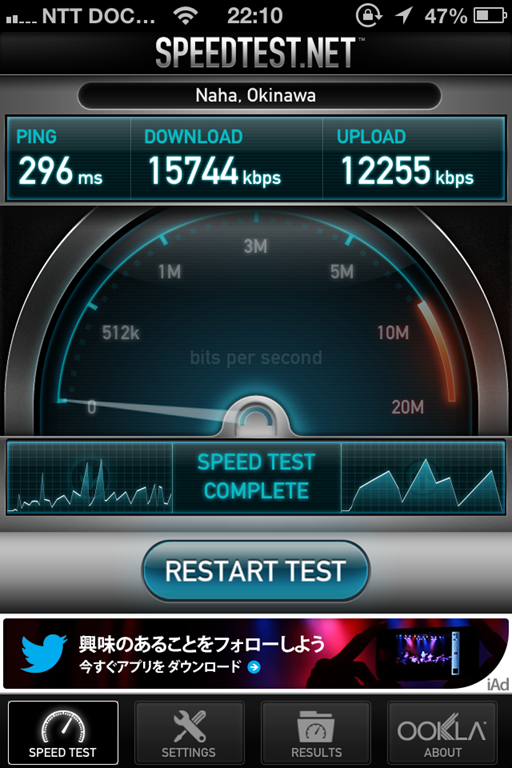 NTT DOC... 22:10 47%
SPEEDTEST.NET™
Naha, Okinawa
PING DOWNLOAD UPLOAD
296 ms 15744 kbps 12255 kbps
3M
1M 5M
512k 10M
bits per second
0 20M
SPEED TEST
COMPLETE
RESTART TEST
興味のあることをフォローしよう
今すぐアプリを ダウンロード
iAd
SPEED TEST SETTINGS RESULTS OOKLA ABOUT